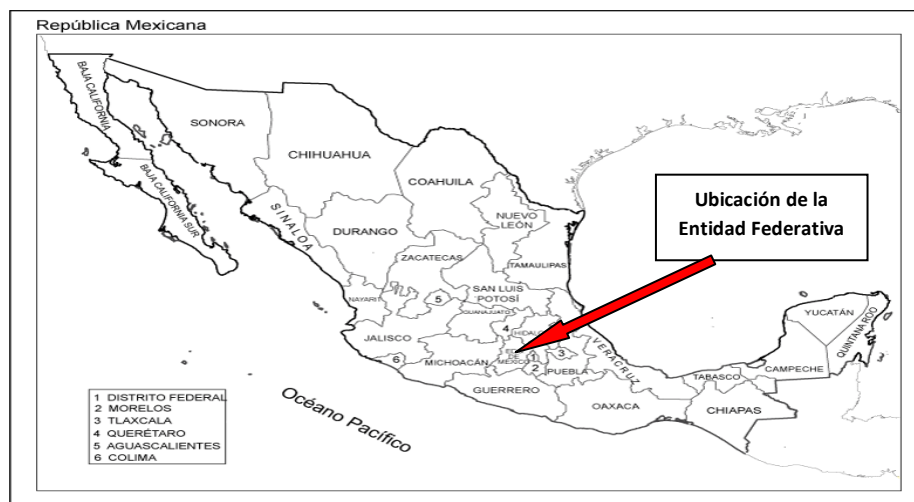 República Mexicana
BAJA CALIFORNIA
SONORA
CHIHUAHUA
COAHUILA
BAJA CALIFORNIA SUR
SINALOA
DURANGO
NUEVO
LEÓN
Ubicación de la
Entidad Federativa
ZACATECAS
TAMAULIPAS
SAN LUIS
POTOSÍ
NAYARIT
5
GUANAJUATO
4
HIDALGO
JALISCO
6
MICHOACÁN
EDO
DE
MÉXICO
1
2
3
PUEBLA
VERACRUZ
GUERRERO
OAXACA
TABASCO
CHIAPAS
CAMPECHE
YUCATÁN
QUINTANA ROO
Océano Pacífico
1 DISTRITO FEDERAL
2 MORELOS
3 TLAXCALA
4 QUERÉTARO
5 AGUASCALIENTES
6 COLIMA